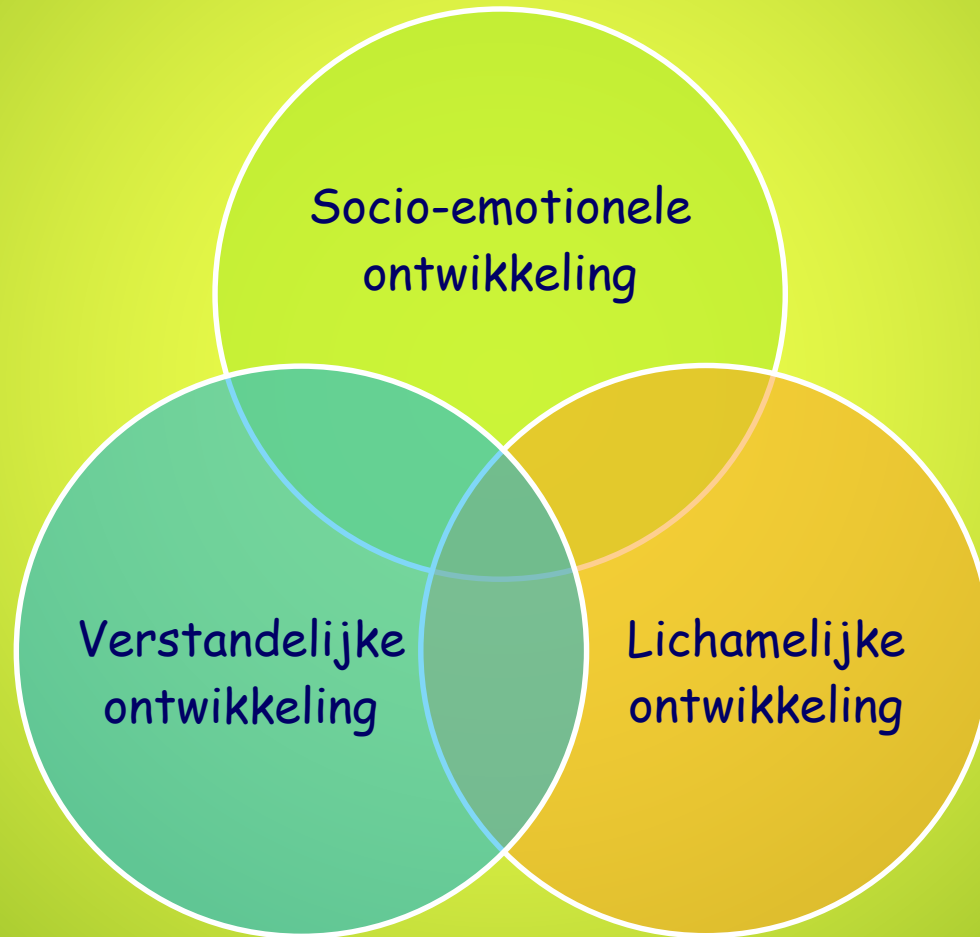 Socio-emotionele
ontwikkeling
Verstandelijke
ontwikkeling
Lichamelijke
ontwikkeling